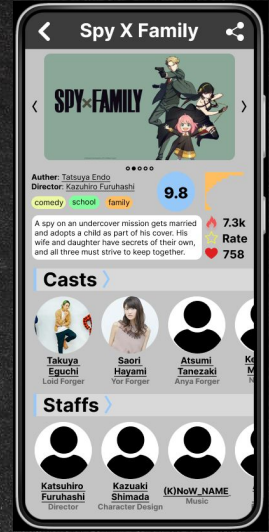 Spy X Family
SPY×FAMILY
Auther: Tatsuya Endo
Director: Kazuhiro Furuhashi
9.8
comedy school family
A spy on an undercover mission gets married
and adopts a child as part of his cover. His
wife and daughter have secrets of their own,
and all three must strive to keep together.
7.3k
Rate
758
Casts
Takuya
Eguchi
Loid Forger
Saori
Hayami
Yor Forger
Atsumi
Tanezaki
Anya Forger
Staffs
Katsuhiro
Furuhashi
Director
Kazuaki
Shimada
Character Design
(K)NoW_NAME
Music